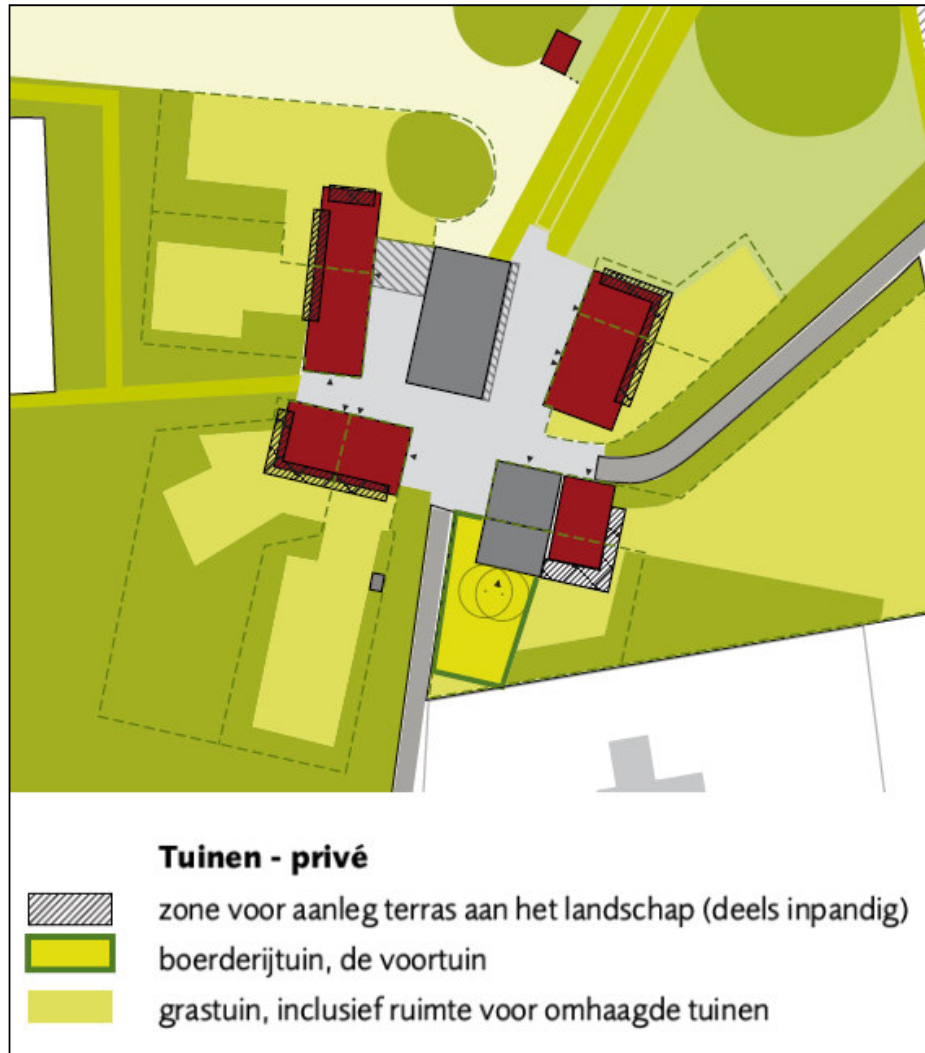 Tuinen - privé
zone voor aanleg terras aan het landschap (deels inpandig)
boerderijtuin, de voortuin
grastuin, inclusief ruimte voor omhaagde tuinen